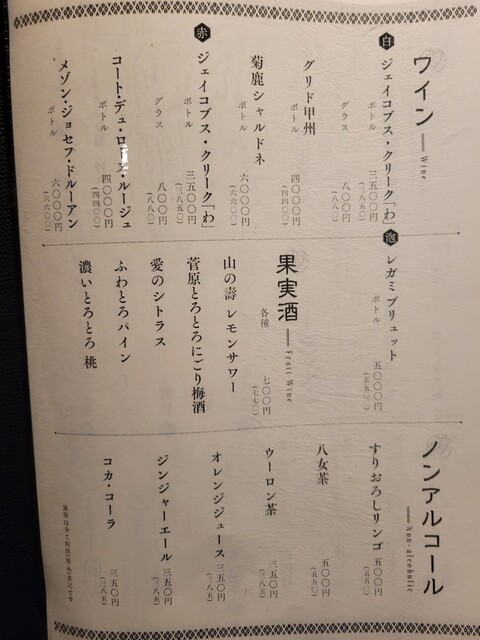 ワイン
Wine
白 ジェイコブス・クリーク「わ」
ボトル 三五〇〇円
(三八五〇)
グラス 八〇〇円
(八八〇)
グリド甲州
ボトル 四〇〇〇円
(四四〇〇)
菊鹿シャルドネ
ボトル 六〇〇〇円
(六六〇〇)
赤 ジェイコブス・クリーク「わ」
ボトル 三五〇〇円
(三八五〇)
グラス 八〇〇円
(八八〇)
コート・デュ・ローヌ・ルージュ
ボトル 四〇〇〇円
(四四〇〇)
メゾン・ジョセフ・ドルーアン
ボトル 六〇〇〇円
(六六〇〇)
泡 レガミブリュット
ボトル 五〇〇〇円
(五五〇〇)
果実酒
Fruit Wine
各種 七〇〇円
(七七〇)
山の壽 レモンサワー
菅原とろとろにごり梅酒
愛のシトラス
ふわとろパイン
濃いとろとろ 桃
ノンアルコール
Non-alcoholic
すりおろしリンゴ 五〇〇円
(五五〇)
八女茶 五〇〇円
(五五〇)
ウーロン茶 三五〇円
(三八五)
オレンジジュース 三五〇円
(三八五)
ジンジャーエール 三五〇円
(三八五)
コカ・コーラ 三五〇円
(三八五)